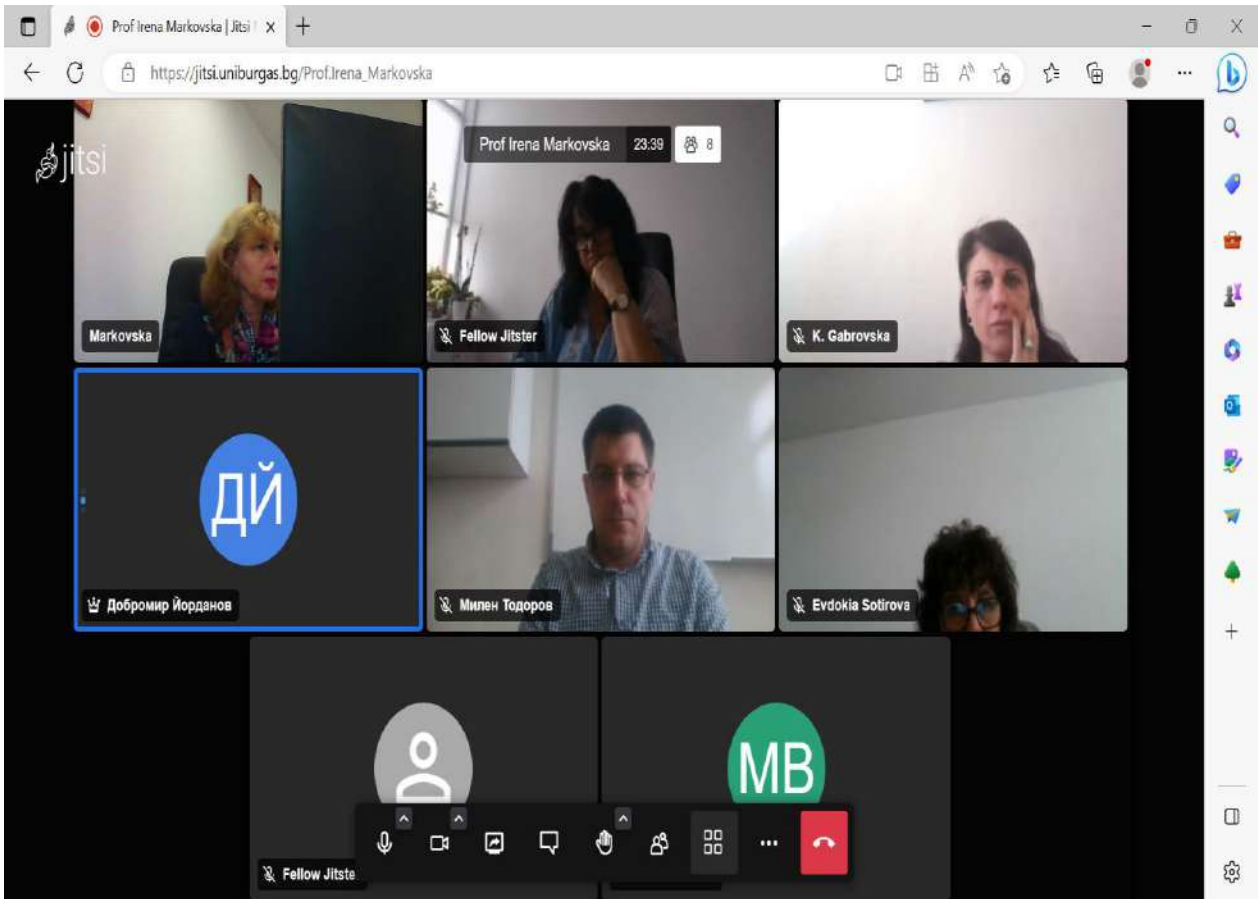 Prof Irena Markovska | Jitsi
https://jitsi.uniburgas.bg/Prof.Irena_Markovska
jitsi
Prof Irena Markovska 23:39 8
Markovska
Fellow Jitster
K. Gabrovska
ДЙ
Добромир Йорданов
Милен Тодоров
Evdokia Sotirova
MB
Fellow Jitste